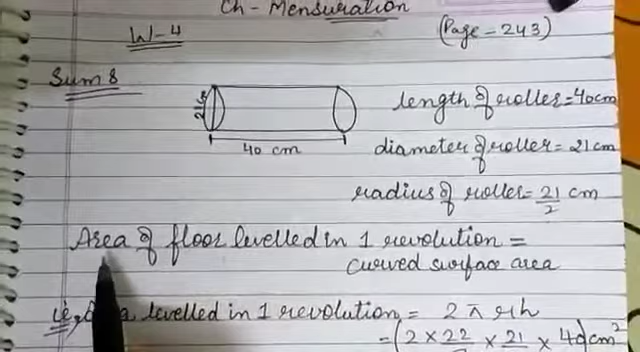 Ch - Mensuration
W-4
(Page - 243)
Sum 8
21cm
40 cm
length of roller = 40cm
diameter of roller = 21 cm
radius of roller = 21/2 cm
Area of floor levelled in 1 revolution =
curved surface area
levelled in 1 revolution = 2πrh
= (2 × 22 × 21 × 40) cm²